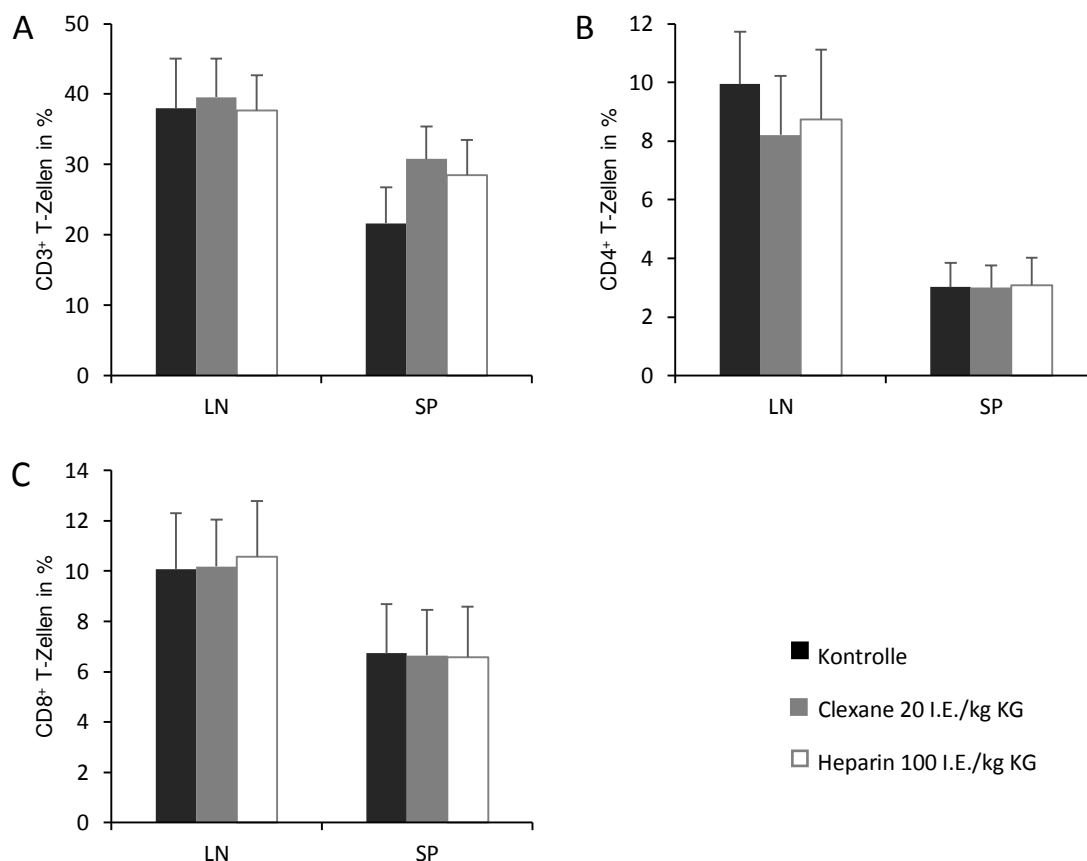 A
CD3⁺ T-Zellen in %
50
40
30
20
10
0
LN SP
B
CD4⁺ T-Zellen in %
12
10
8
6
4
2
0
LN SP
C
CD8⁺ T-Zellen in %
14
12
10
8
6
4
2
0
LN SP
Kontrolle
Clexane 20 I.E./kg KG
Heparin 100 I.E./kg KG